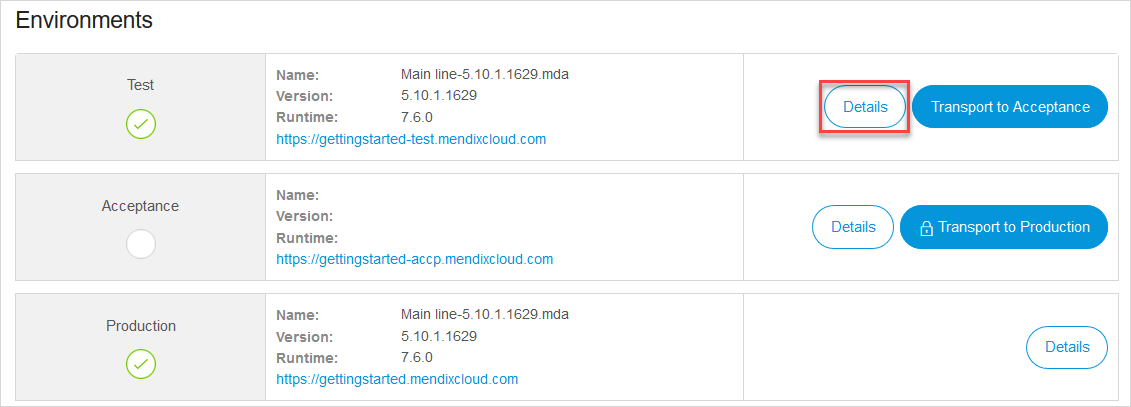 Environments
Test
Name: Main line-5.10.1.1629.mda
Version: 5.10.1.1629
Runtime: 7.6.0
https://gettingstarted-test.mendixcloud.com
Details
Transport to Acceptance
Acceptance
Name:
Version:
Runtime:
https://gettingstarted-accp.mendixcloud.com
Details
Transport to Production
Production
Name: Main line-5.10.1.1629.mda
Version: 5.10.1.1629
Runtime: 7.6.0
https://gettingstarted.mendixcloud.com
Details